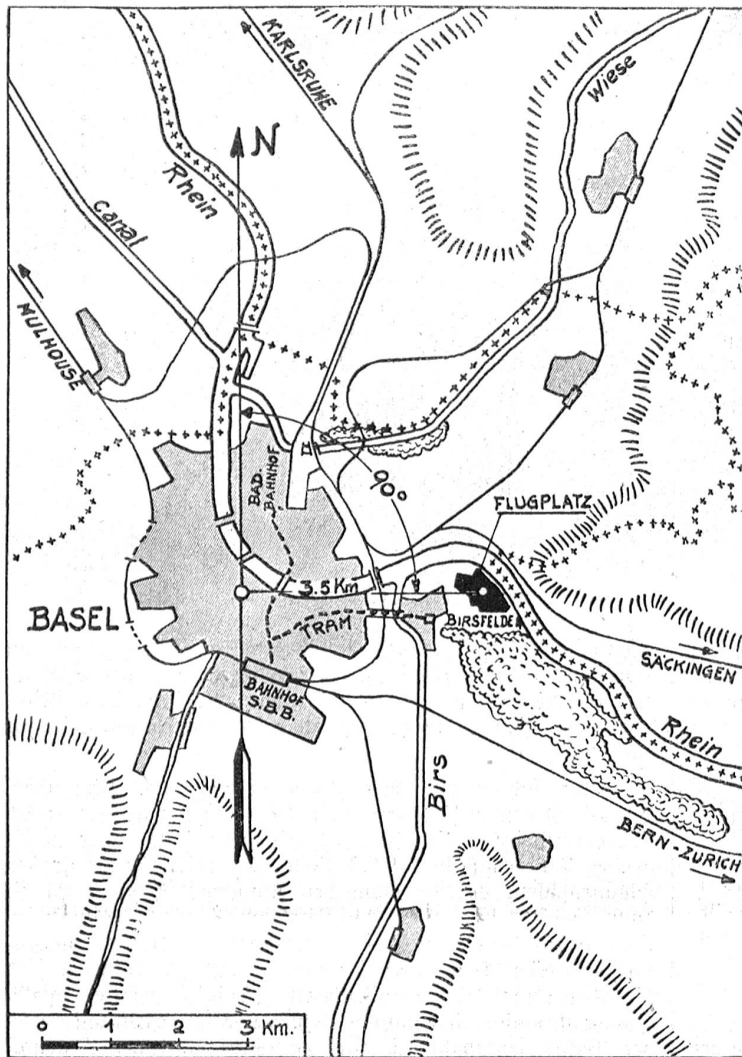 KARLSRUHE
Wiese
N
Rhein
Canal
MULHOUSE
BAD.
BAHNHOF
90°
FLUGPLATZ
3.5 Km
BASEL
TRAM
BIRSFELDEN
SÄCKINGEN
BAHNHOF
S.B.B.
Rhein
Birs
BERN-ZÜRICH
0 1 2 3 Km.